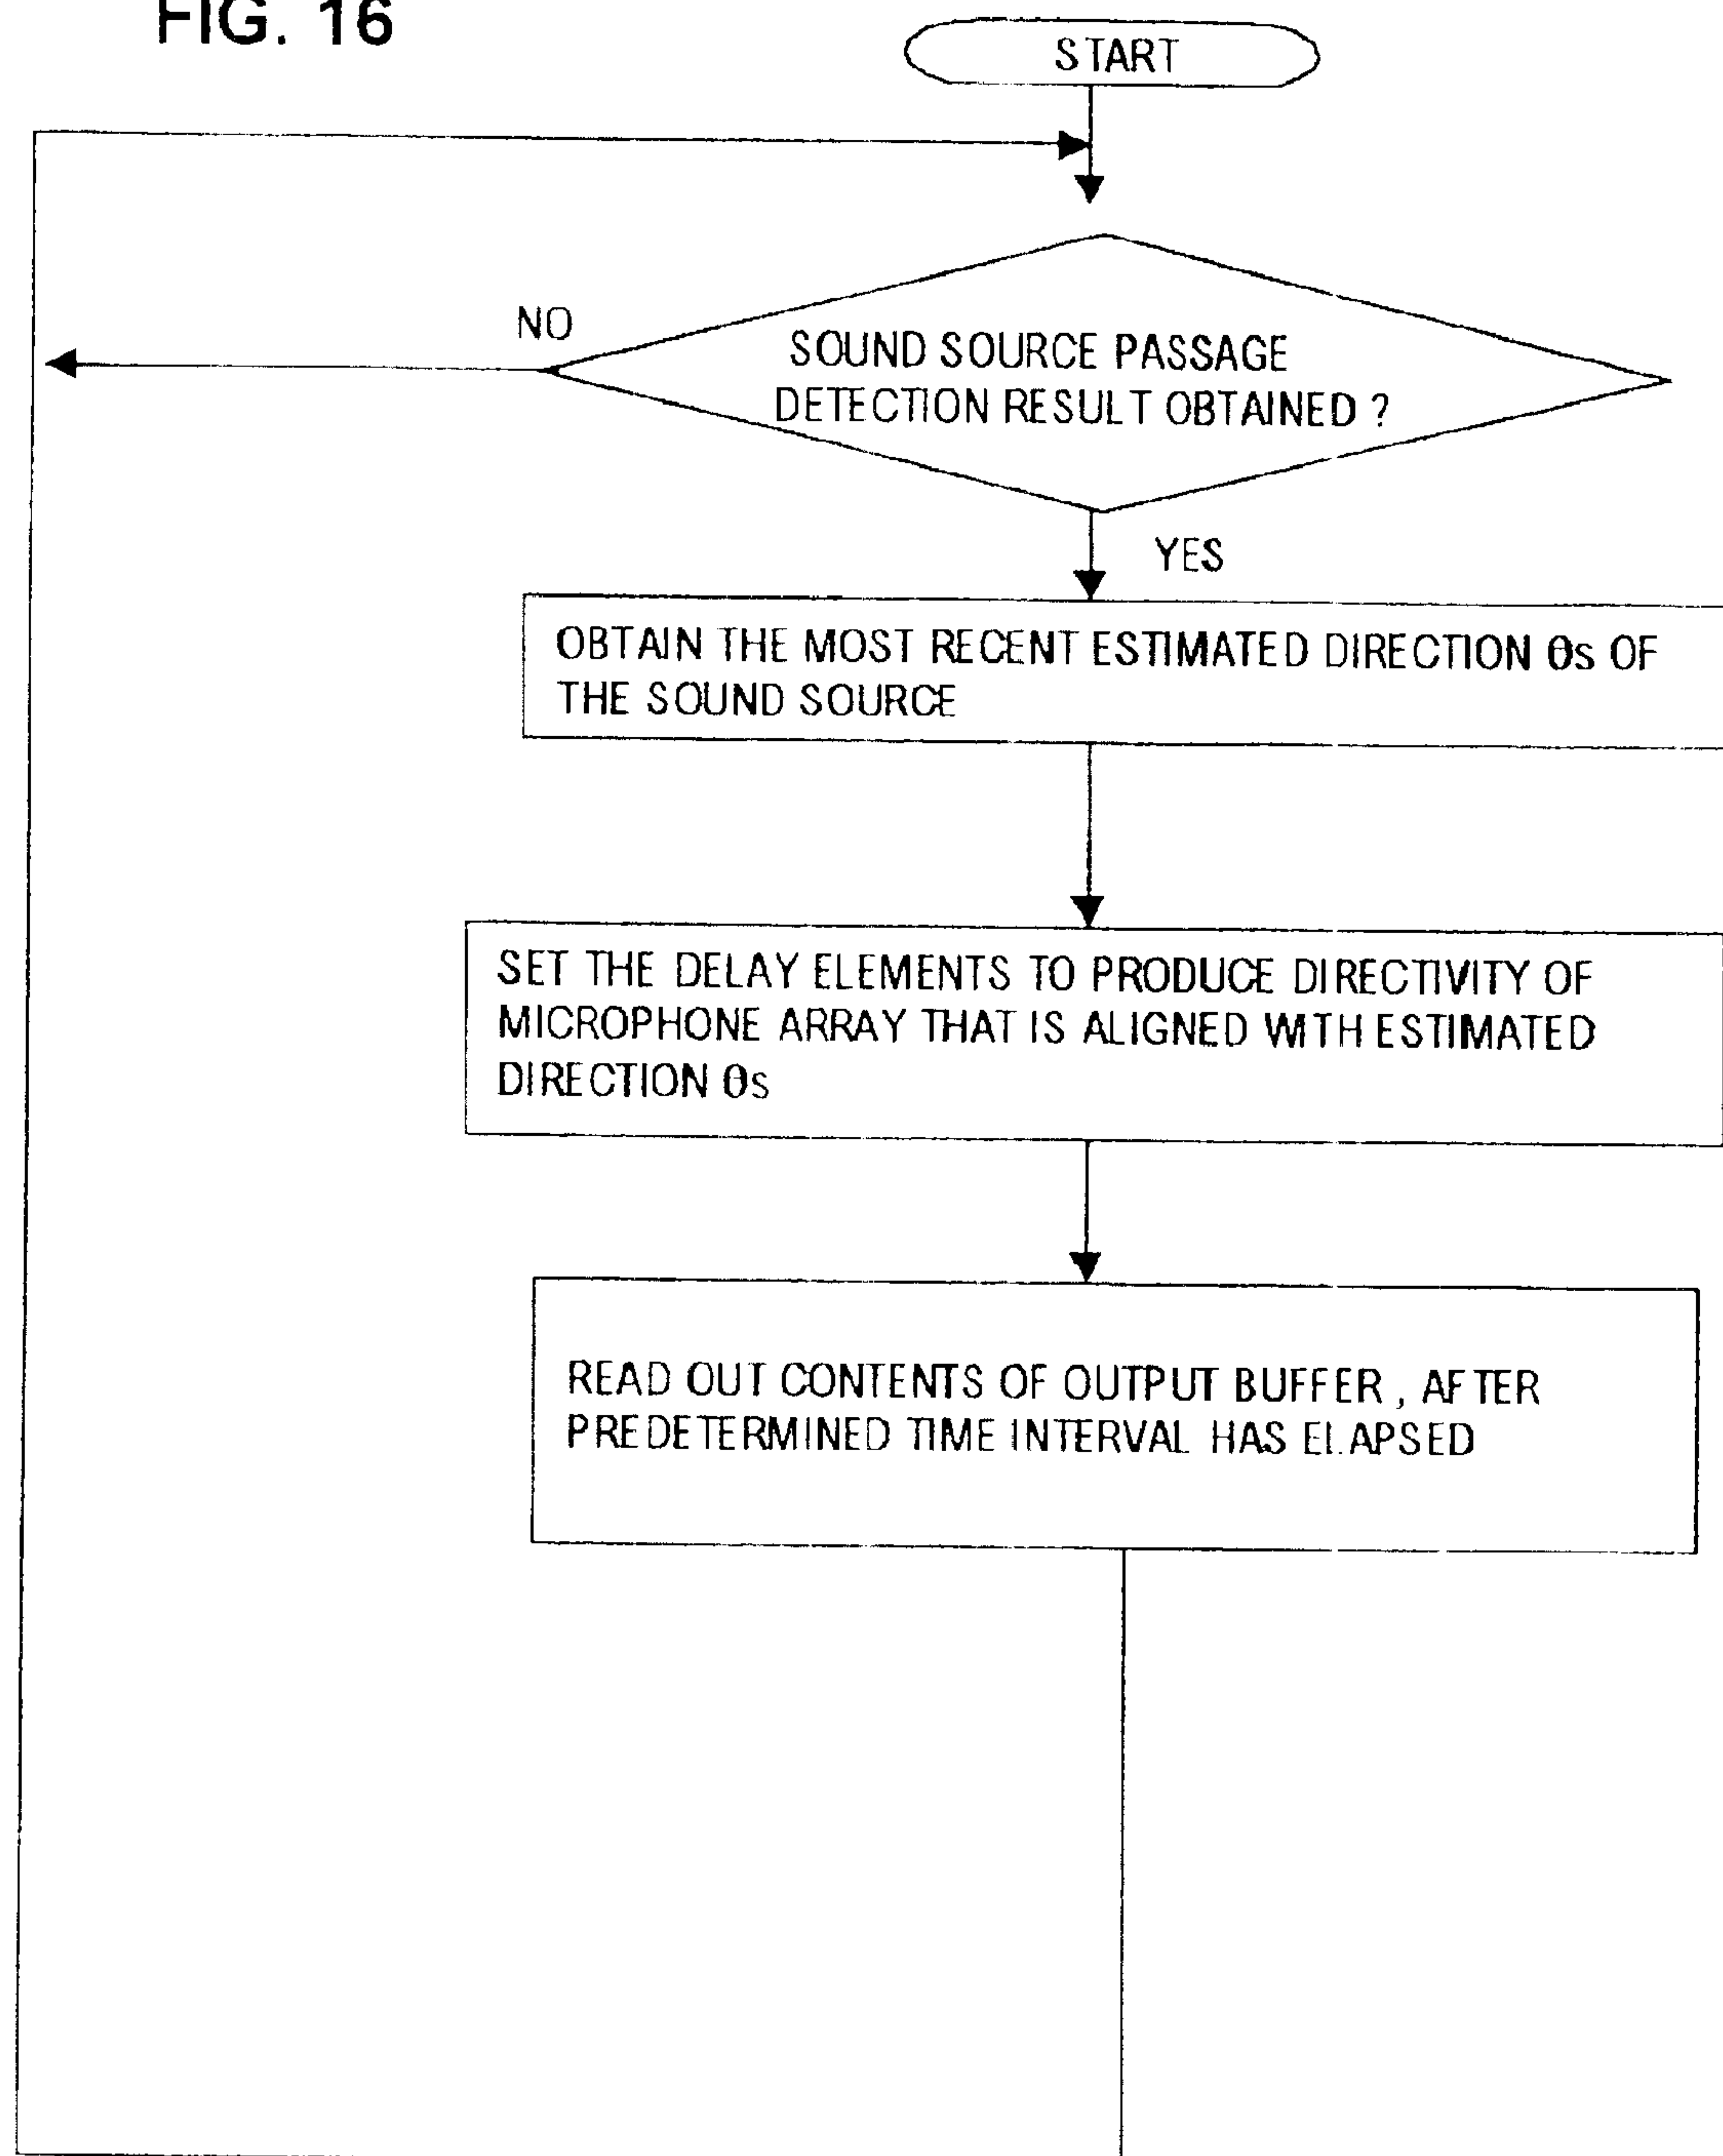 FIG. 16
START
NO
SOUND SOURCE PASSAGE
DETECTION RESULT OBTAINED ?
YES
OBTAIN THE MOST RECENT ESTIMATED DIRECTION θs OF
THE SOUND SOURCE
SET THE DELAY ELEMENTS TO PRODUCE DIRECTIVITY OF
MICROPHONE ARRAY THAT IS ALIGNED WITH ESTIMATED
DIRECTION θs
READ OUT CONTENTS OF OUTPUT BUFFER , AFTER
PREDETERMINED TIME INTERVAL HAS ELAPSED